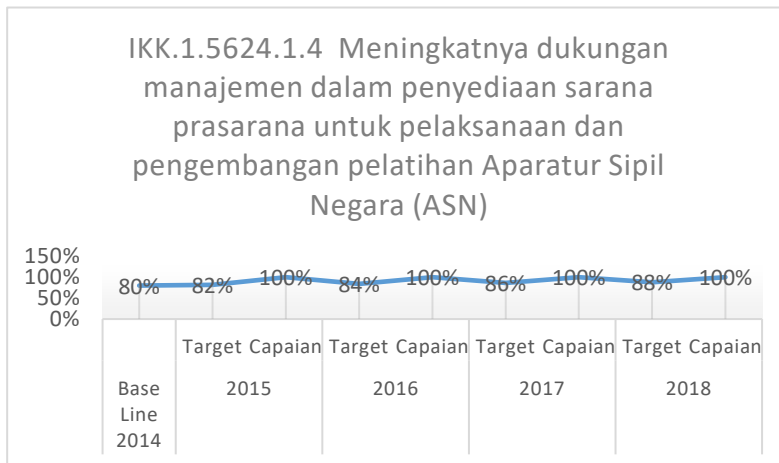 IKK.1.5624.1.4 Meningkatnya dukungan
manajemen dalam penyediaan sarana
prasarana untuk pelaksanaan dan
pengembangan pelatihan Aparatur Sipil
Negara (ASN)
150%
100%
50%
0%
80% 82% 100% 84% 100% 86% 100% 88% 100%
Target Capaian Target Capaian Target Capaian Target Capaian
Base 2015 2016 2017 2018
Line
2014